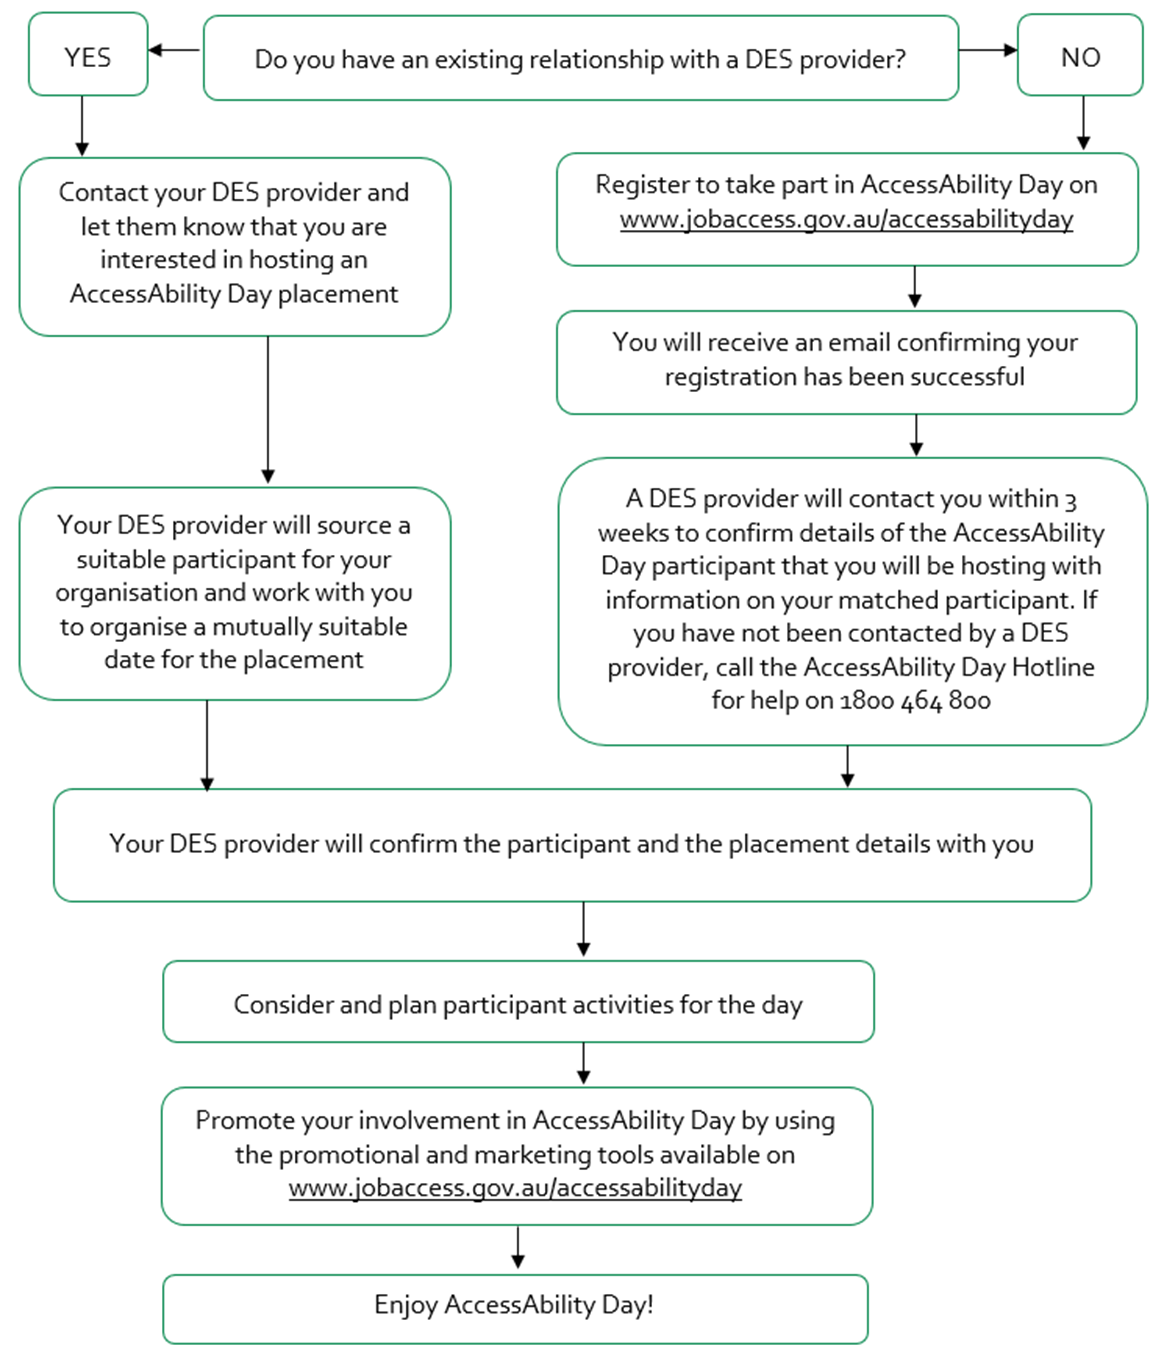 Do you have an existing relationship with a DES provider?
YES
NO
Contact your DES provider and
let them know that you are
interested in hosting an
AccessAbility Day placement
Your DES provider will source a
suitable participant for your
organisation and work with you
to organise a mutually suitable
date for the placement
Register to take part in AccessAbility Day on
www.jobaccess.gov.au/accessabilityday
You will receive an email confirming your
registration has been successful
A DES provider will contact you within 3
weeks to confirm details of the AccessAbility
Day participant that you will be hosting with
information on your matched participant. If
you have not been contacted by a DES
provider, call the AccessAbility Day Hotline
for help on 1800 464 800
Your DES provider will confirm the participant and the placement details with you
Consider and plan participant activities for the day
Promote your involvement in AccessAbility Day by using
the promotional and marketing tools available on
www.jobaccess.gov.au/accessabilityday
Enjoy AccessAbility Day!